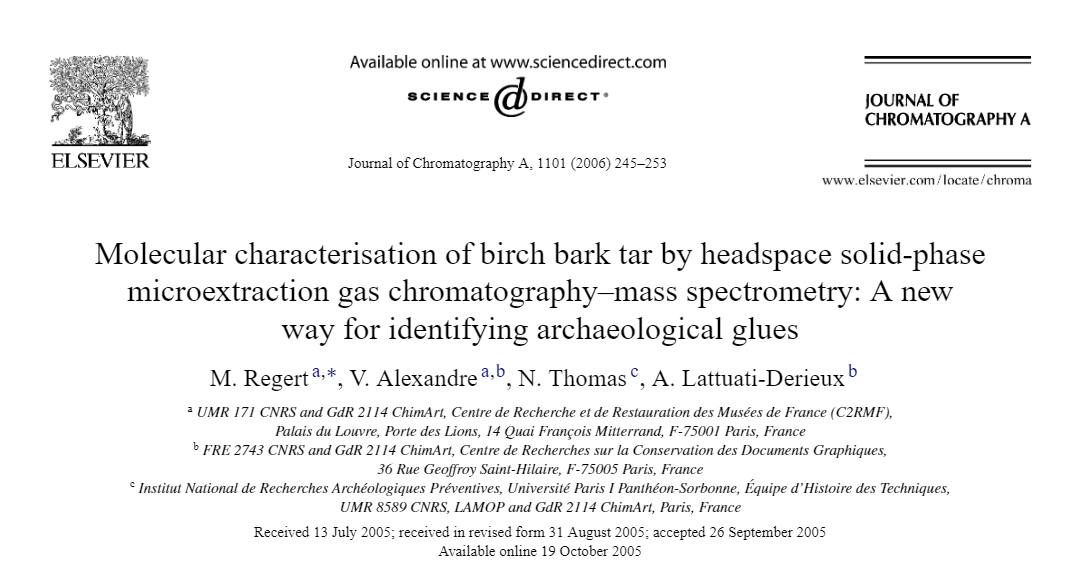 Available online at www.sciencedirect.com
SCIENCE @ DIRECT®
ELSEVIER
Journal of Chromatography A, 1101 (2006) 245–253
JOURNAL OF
CHROMATOGRAPHY A
www.elsevier.com/locate/chroma
Molecular characterisation of birch bark tar by headspace solid-phase
microextraction gas chromatography–mass spectrometry: A new
way for identifying archaeological glues
M. Regert a,*, V. Alexandre a,b, N. Thomas c, A. Lattuati-Derieux b
a UMR 171 CNRS and GdR 2114 ChimArt, Centre de Recherche et de Restauration des Musées de France (C2RMF),
Palais du Louvre, Porte des Lions, 14 Quai François Mitterrand, F-75001 Paris, France
b FRE 2743 CNRS and GdR 2114 ChimArt, Centre de Recherches sur la Conservation des Documents Graphiques,
36 Rue Geoffroy Saint-Hilaire, F-75005 Paris, France
c Institut National de Recherches Archéologiques Préventives, Université Paris I Panthéon-Sorbonne, Équipe d'Histoire des Techniques,
UMR 8589 CNRS, LAMOP and GdR 2114 ChimArt, Paris, France
Received 13 July 2005; received in revised form 31 August 2005; accepted 26 September 2005
Available online 19 October 2005